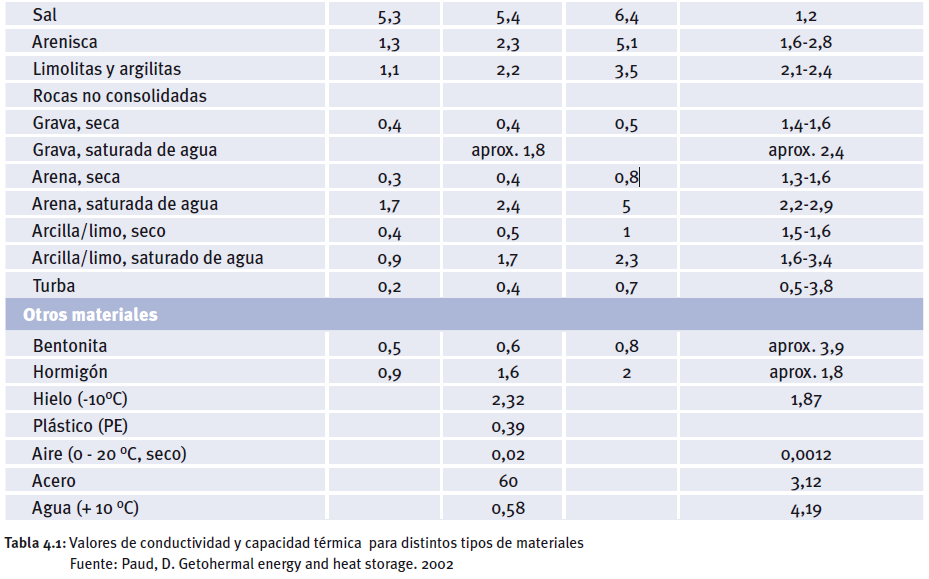 Sal 5,3 5,4 6,4 1,2
Arenisca 1,3 2,3 5,1 1,6-2,8
Limolitas y argilitas 1,1 2,2 3,5 2,1-2,4
Rocas no consolidadas
Grava, seca 0,4 0,4 0,5 1,4-1,6
Grava, saturada de agua aprox. 1,8 aprox. 2,4
Arena, seca 0,3 0,4 0,8 1,3-1,6
Arena, saturada de agua 1,7 2,4 5 2,2-2,9
Arcilla/limo, seco 0,4 0,5 1 1,5-1,6
Arcilla/limo, saturado de agua 0,9 1,7 2,3 1,6-3,4
Turba 0,2 0,4 0,7 0,5-3,8
Otros materiales
Bentonita 0,5 0,6 0,8 aprox. 3,9
Hormigón 0,9 1,6 2 aprox. 1,8
Hielo (-10ºC) 2,32 1,87
Plástico (PE) 0,39
Aire (0 - 20 ºC, seco) 0,02 0,0012
Acero 60 3,12
Agua (+ 10 ºC) 0,58 4,19
Tabla 4.1: Valores de conductividad y capacidad térmica para distintos tipos de materiales
Fuente: Paud, D. Getohermal energy and heat storage. 2002